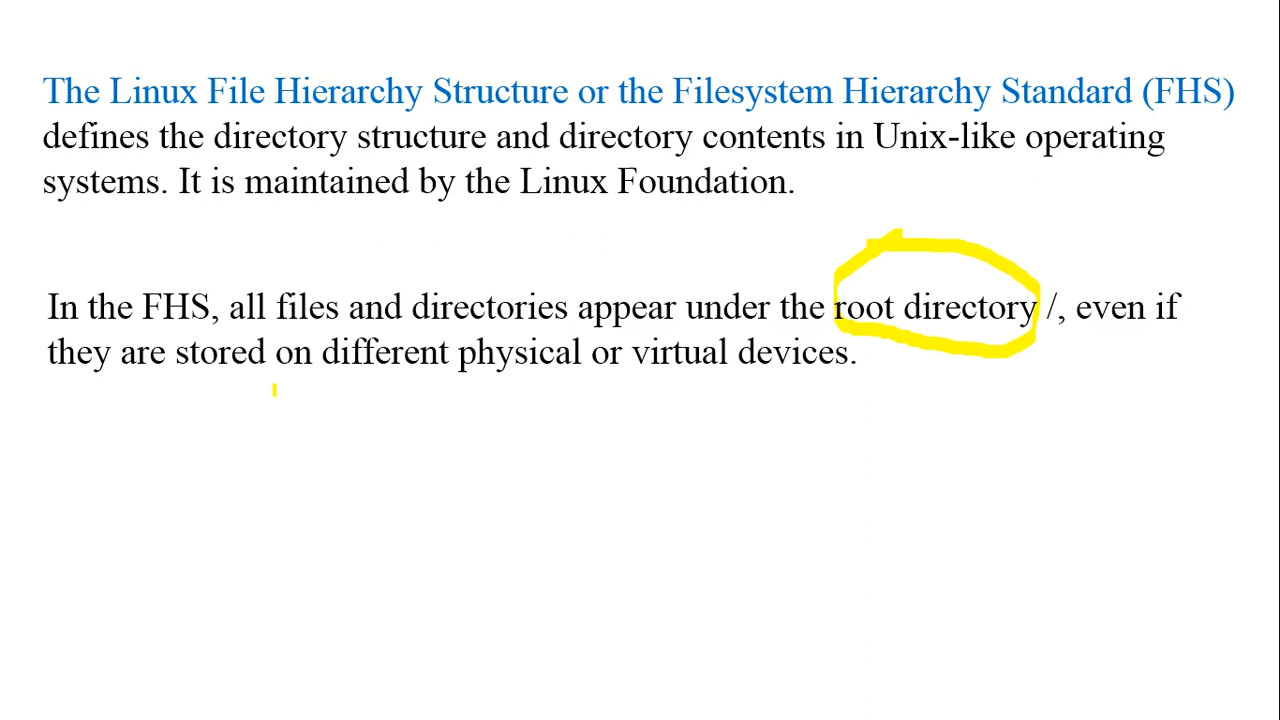 The Linux File Hierarchy Structure or the Filesystem Hierarchy Standard (FHS)
defines the directory structure and directory contents in Unix-like operating
systems. It is maintained by the Linux Foundation.
In the FHS, all files and directories appear under the root directory /, even if
they are stored on different physical or virtual devices.